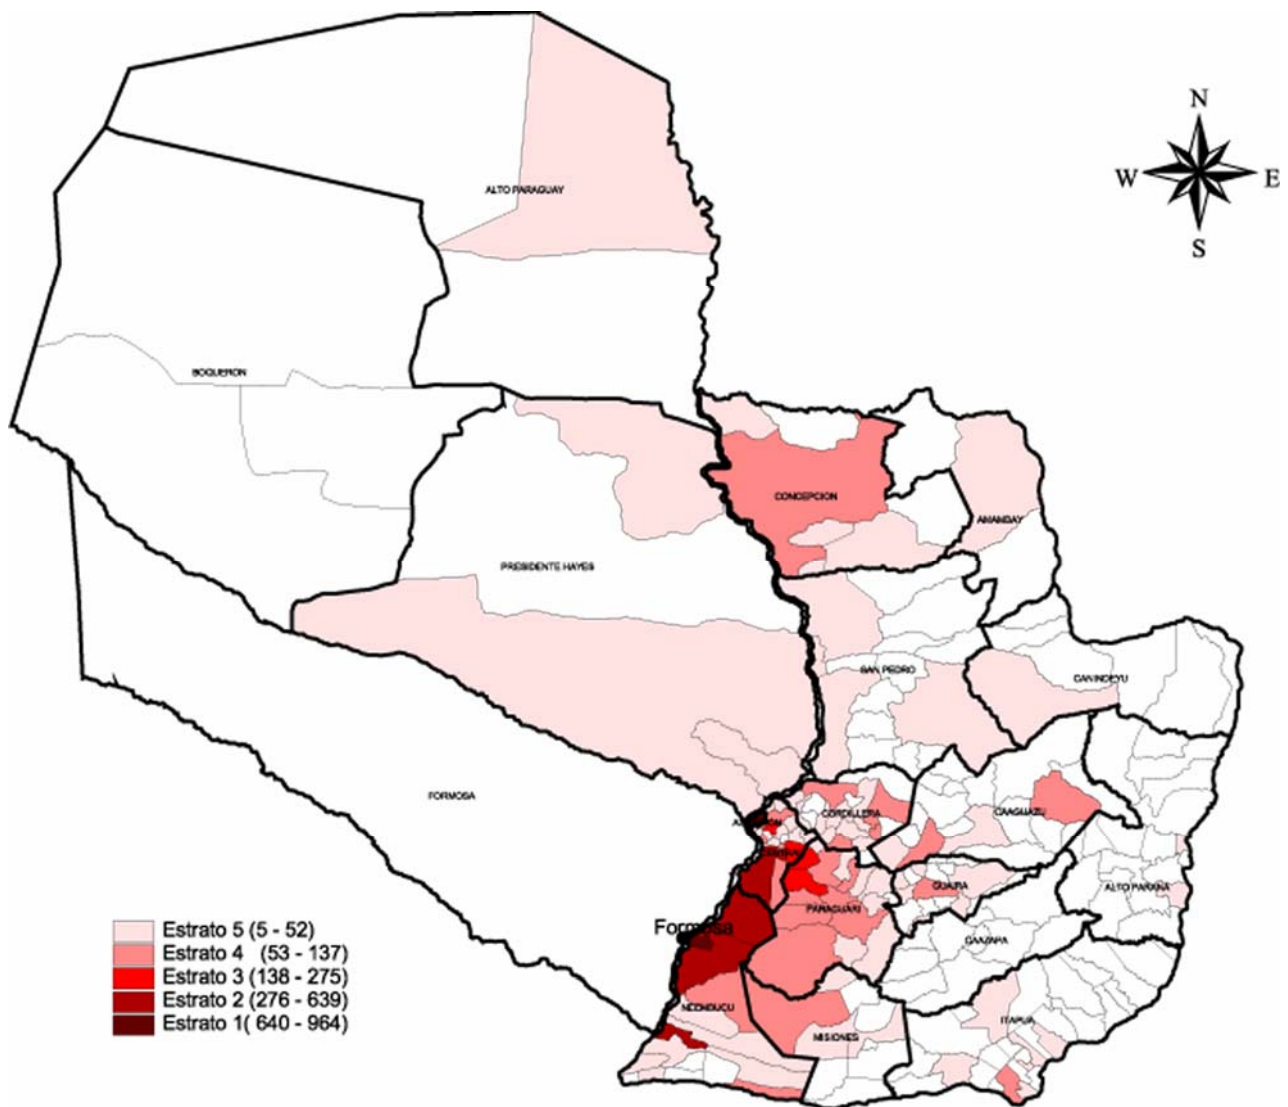 N
W E
S
ALTO PARAGUAY
BOQUERON
CONCEPCION
AMAMBAY
PRESIDENTE HAYES
SAN PEDRO
CANINDEYU
FORMOSA
CORDILLERA
CAAGUAZU
GUAIRA
ALTO PARANA
PARAGUARI
Formosa
CAAZAPA
Estrato 5 (5 - 52)
Estrato 4 (53 - 137)
Estrato 3 (138 - 275)
Estrato 2 (276 - 639)
Estrato 1( 640 - 964)
ÑEEMBUCU
ITAPUA
MISIONES